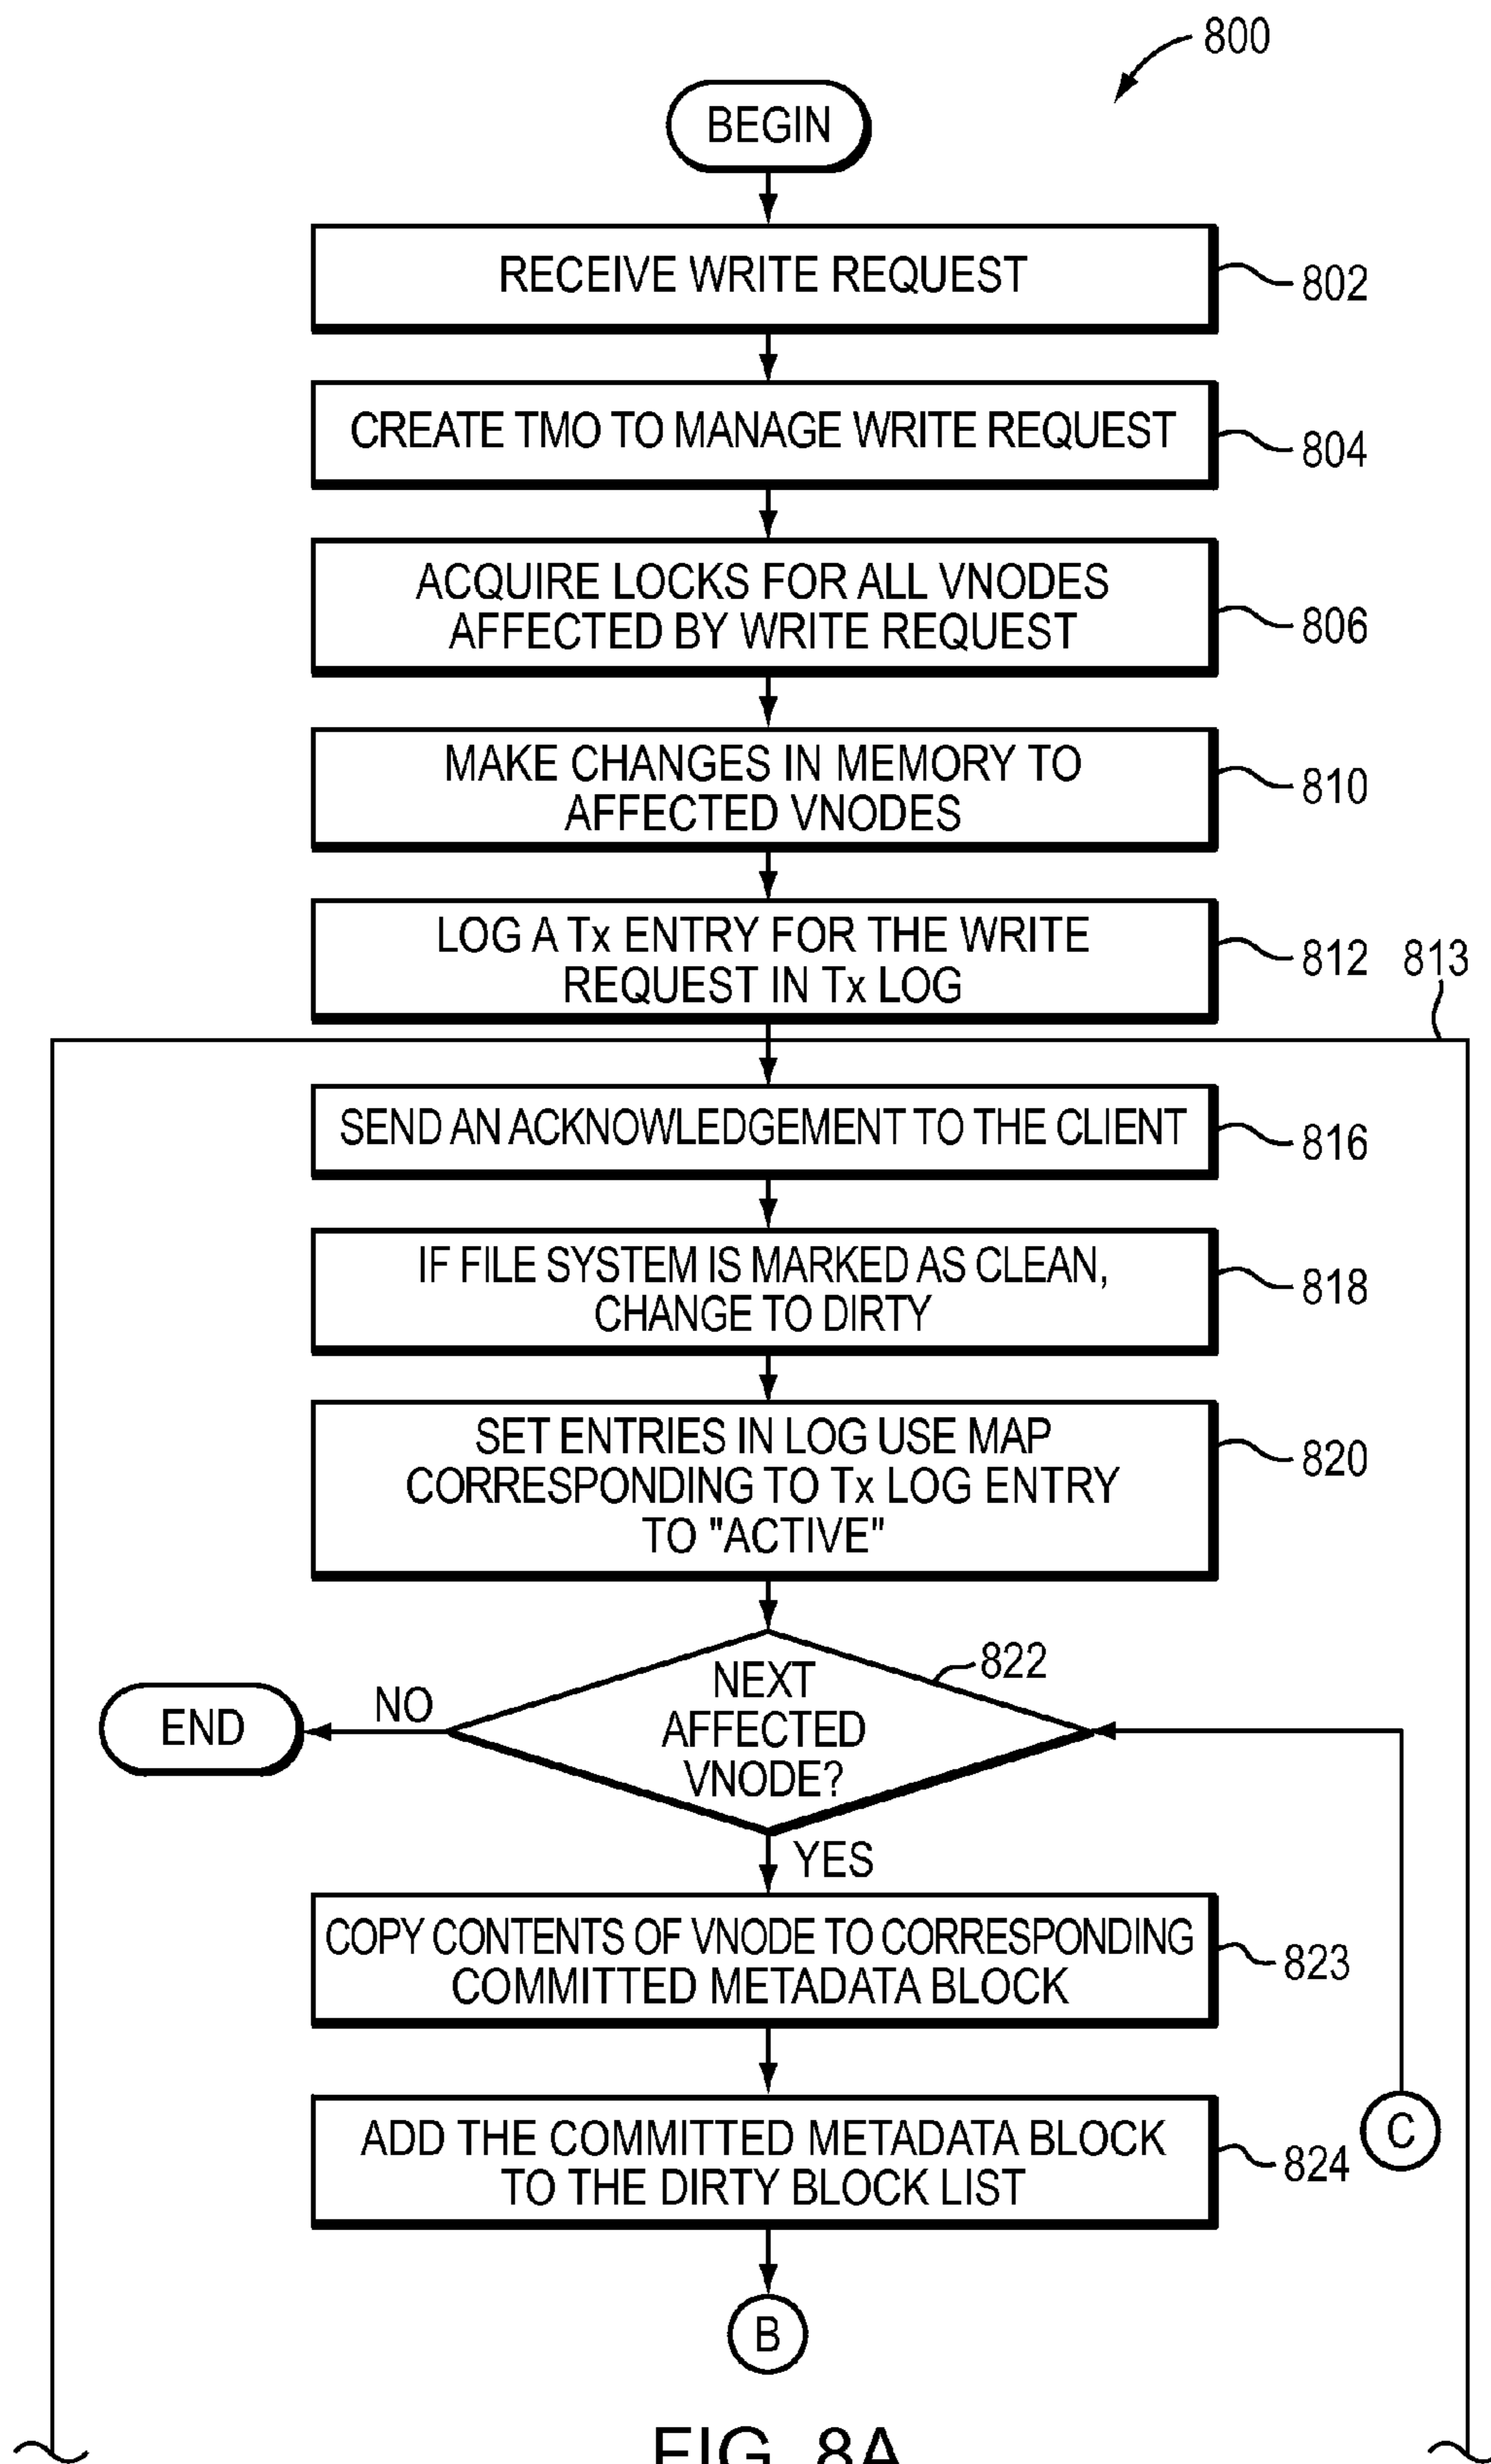 800
BEGIN
RECEIVE WRITE REQUEST
802
CREATE TMO TO MANAGE WRITE REQUEST
804
ACQUIRE LOCKS FOR ALL VNODES
AFFECTED BY WRITE REQUEST
806
MAKE CHANGES IN MEMORY TO
AFFECTED VNODES
810
LOG A Tx ENTRY FOR THE WRITE
REQUEST IN Tx LOG
812
813
SEND AN ACKNOWLEDGEMENT TO THE CLIENT
816
IF FILE SYSTEM IS MARKED AS CLEAN,
CHANGE TO DIRTY
818
SET ENTRIES IN LOG USE MAP
CORRESPONDING TO Tx LOG ENTRY
TO "ACTIVE"
820
NEXT
AFFECTED
VNODE?
822
NO
END
YES
COPY CONTENTS OF VNODE TO CORRESPONDING
COMMITTED METADATA BLOCK
823
ADD THE COMMITTED METADATA BLOCK
TO THE DIRTY BLOCK LIST
824
C
B
FIG. 8A